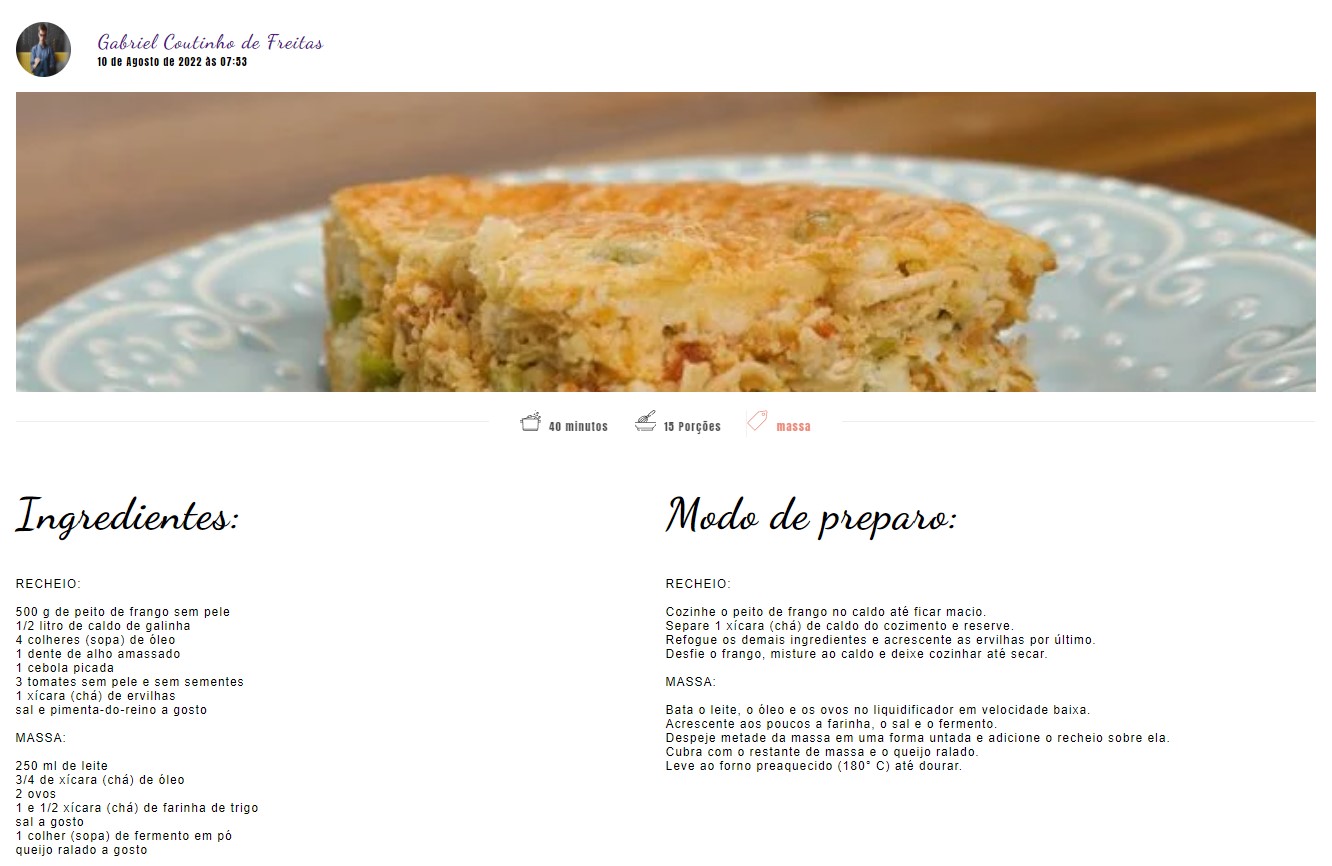 Gabriel Coutinho de Freitas
10 de Agosto de 2022 às 07:53
40 minutos
15 Porções
massa
Ingredientes:
RECHEIO:
500 g de peito de frango sem pele
1/2 litro de caldo de galinha
4 colheres (sopa) de óleo
1 dente de alho amassado
1 cebola picada
3 tomates sem pele e sem sementes
1 xícara (chá) de ervilhas
sal e pimenta-do-reino a gosto
MASSA:
250 ml de leite
3/4 de xícara (chá) de óleo
2 ovos
1 e 1/2 xícara (chá) de farinha de trigo
sal a gosto
1 colher (sopa) de fermento em pó
queijo ralado a gosto
Modo de preparo:
RECHEIO:
Cozinhe o peito de frango no caldo até ficar macio.
Separe 1 xícara (chá) de caldo do cozimento e reserve.
Refogue os demais ingredientes e acrescente as ervilhas por último.
Desfie o frango, misture ao caldo e deixe cozinhar até secar.
MASSA:
Bata o leite, o óleo e os ovos no liquidificador em velocidade baixa.
Acrescente aos poucos a farinha, o sal e o fermento.
Despeje metade da massa em uma forma untada e adicione o recheio sobre ela.
Cubra com o restante de massa e o queijo ralado.
Leve ao forno preaquecido (180° C) até dourar.